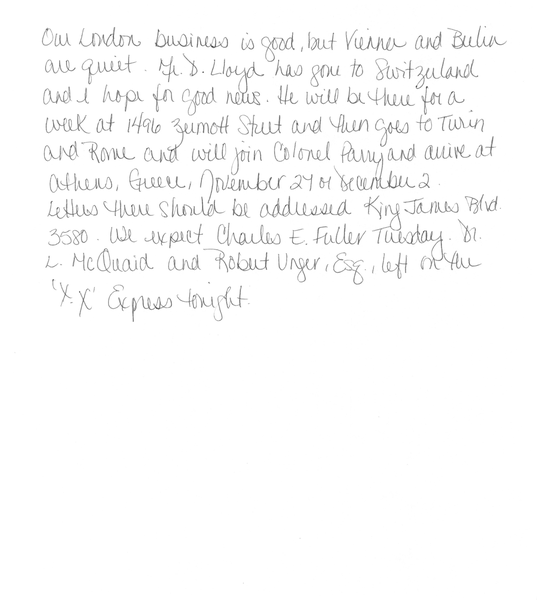 Our London business is good, but Vienna and Berlin
are quiet. Mr. D. Lloyd has gone to Switzerland
and I hope for good news. He will be there for a
week at 1496 Zermott Street and then goes to Turin
and Rome and will join Colonel Parry and arrive at
Athens, Greece, November 27 or December 2.
Letters there should be addressed King James Blvd.
3580. We expect Charles E. Fuller Tuesday. Dr.
L. McQuaid and Robert Unger, Esq., left on the
'X.X' Express tonight.